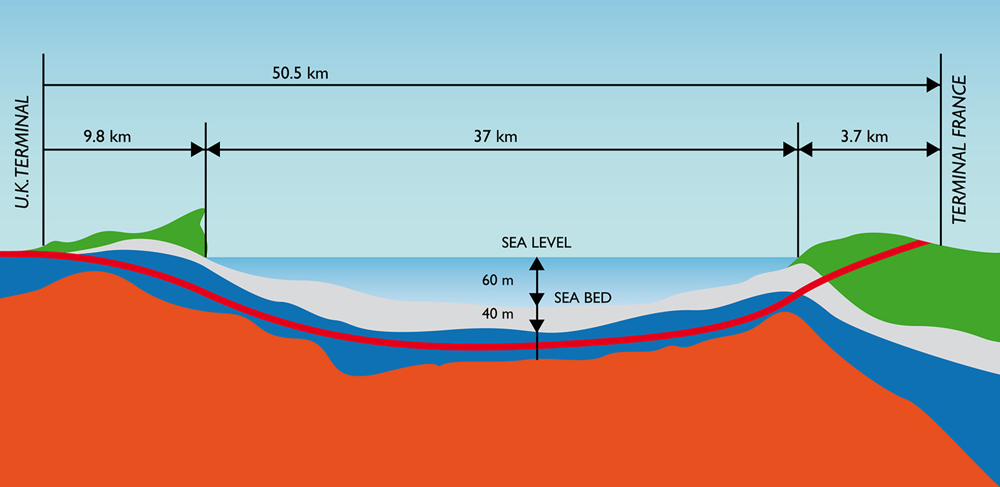 50.5 km
9.8 km
37 km
3.7 km
U.K. TERMINAL
TERMINAL FRANCE
SEA LEVEL
60 m
SEA BED
40 m